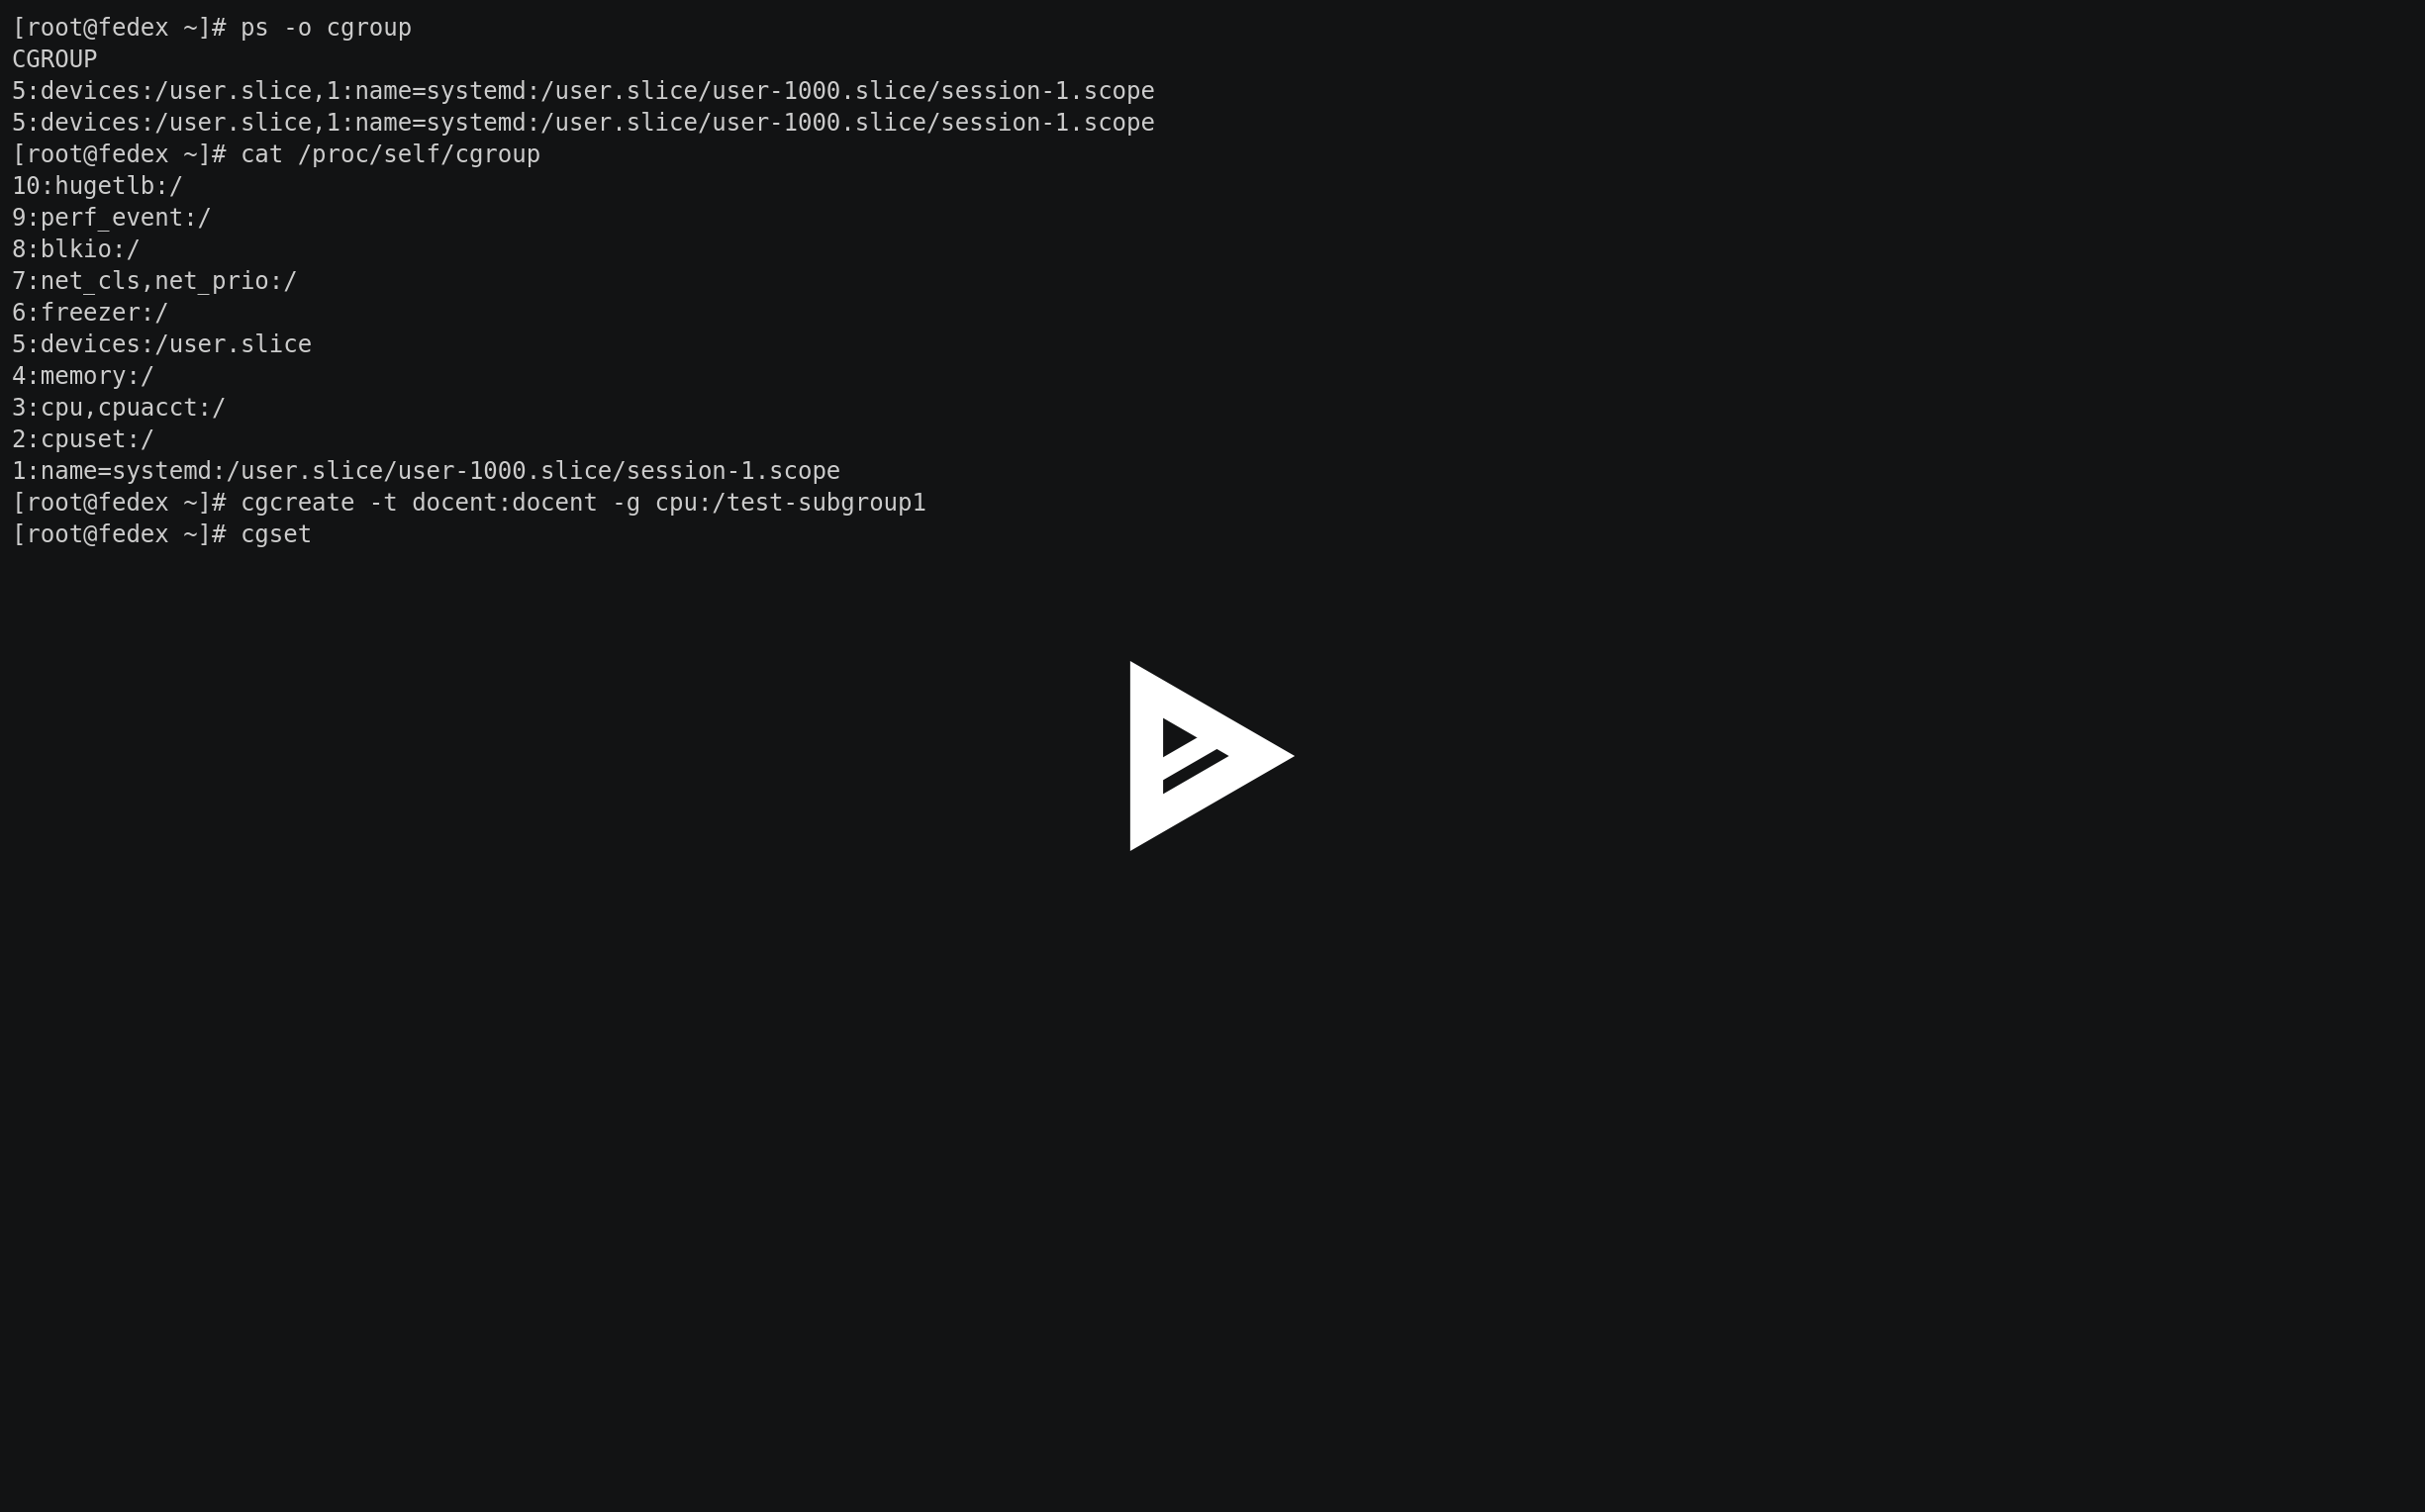 [root@fedex ~]# ps -o cgroup
CGROUP
5:devices:/user.slice,1:name=systemd:/user.slice/user-1000.slice/session-1.scope
5:devices:/user.slice,1:name=systemd:/user.slice/user-1000.slice/session-1.scope
[root@fedex ~]# cat /proc/self/cgroup
10:hugetlb:/
9:perf_event:/
8:blkio:/
7:net_cls,net_prio:/
6:freezer:/
5:devices:/user.slice
4:memory:/
3:cpu,cpuacct:/
2:cpuset:/
1:name=systemd:/user.slice/user-1000.slice/session-1.scope
[root@fedex ~]# cgcreate -t docent:docent -g cpu:/test-subgroup1
[root@fedex ~]# cgset